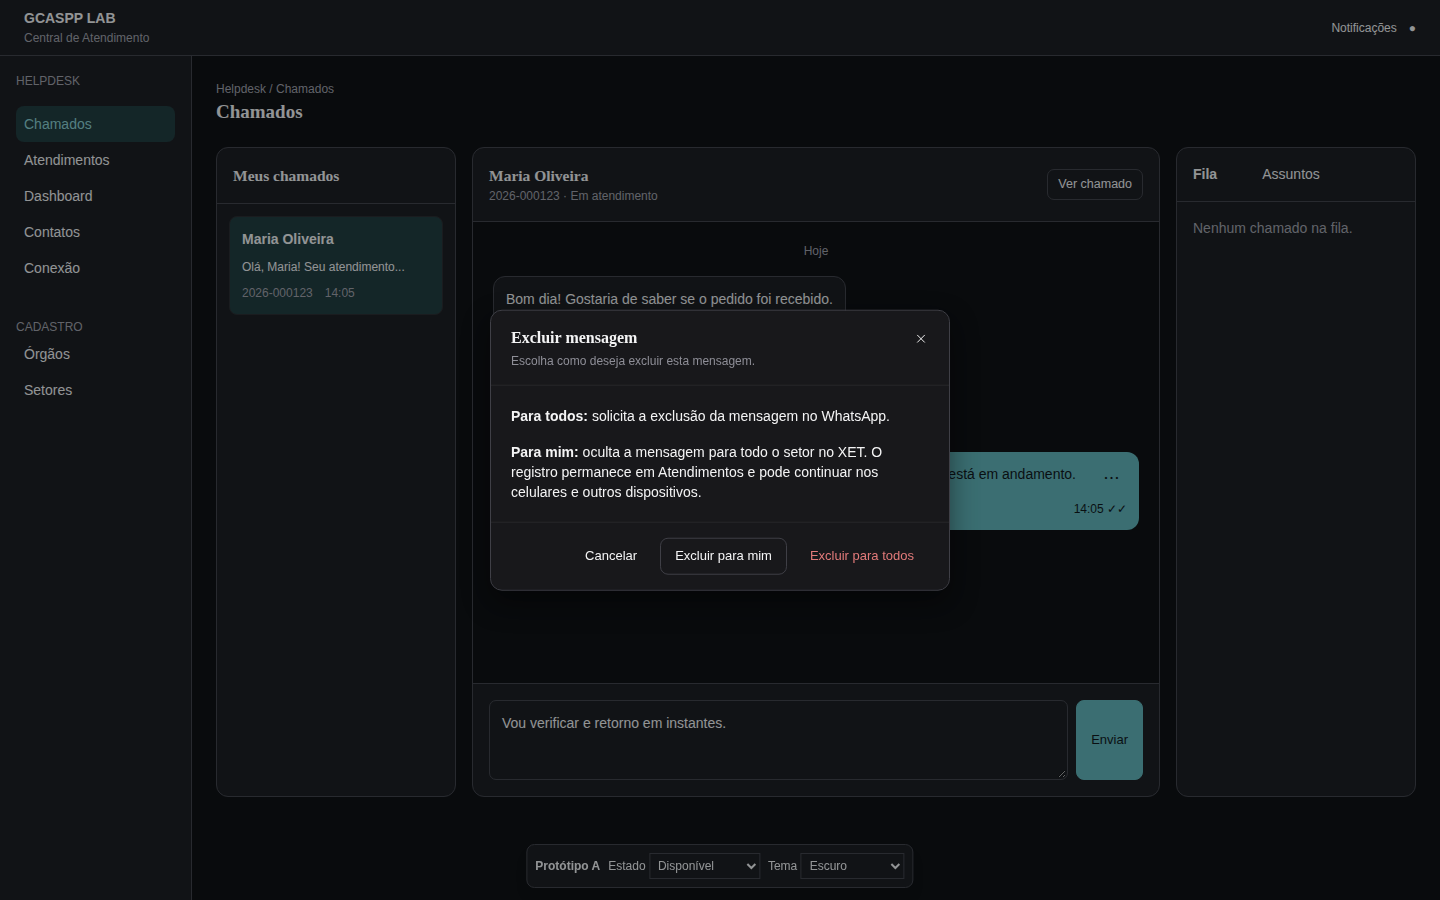 GCASPP LAB
Central de Atendimento
Notificações
HELPDESK
Chamados
Atendimentos
Dashboard
Contatos
Conexão
CADASTRO
Órgãos
Setores
Helpdesk / Chamados
Chamados
Meus chamados
Maria Oliveira
Olá, Maria! Seu atendimento...
2026-000123 14:05
Maria Oliveira
2026-000123 · Em atendimento
Ver chamado
Hoje
Bom dia! Gostaria de saber se o pedido foi recebido.
está em andamento.
...
14:05 ✓✓
Excluir mensagem
×
Escolha como deseja excluir esta mensagem.
Para todos: solicita a exclusão da mensagem no WhatsApp.
Para mim: oculta a mensagem para todo o setor no XET. O
registro permanece em Atendimentos e pode continuar nos
celulares e outros dispositivos.
Cancelar
Excluir para mim
Excluir para todos
Vou verificar e retorno em instantes.
Enviar
Fila
Assuntos
Nenhum chamado na fila.
Protótipo A Estado Disponível Tema Escuro